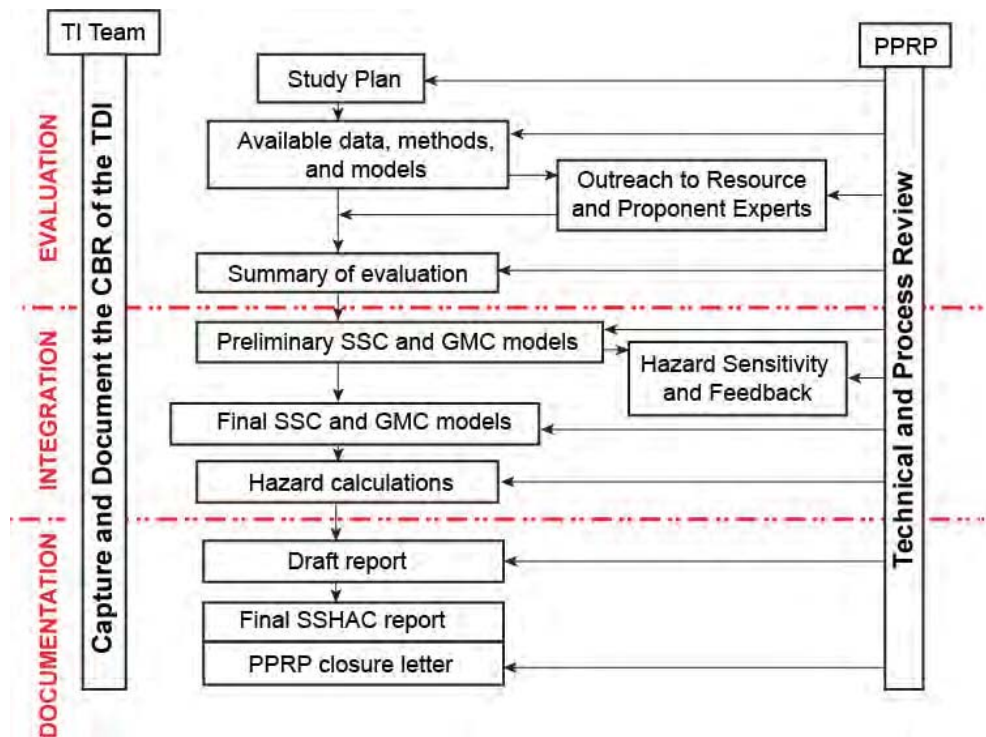 TI Team
PPRP
Study Plan
Available data, methods,
and models
Outreach to Resource
and Proponent Experts
Summary of evaluation
Preliminary SSC and GMC models
Hazard Sensitivity
and Feedback
Final SSC and GMC models
Hazard calculations
Draft report
Final SSHAC report
PPRP closure letter
EVALUATION
INTEGRATION
DOCUMENTATION
Capture and Document the CBR of the TDI
Technical and Process Review